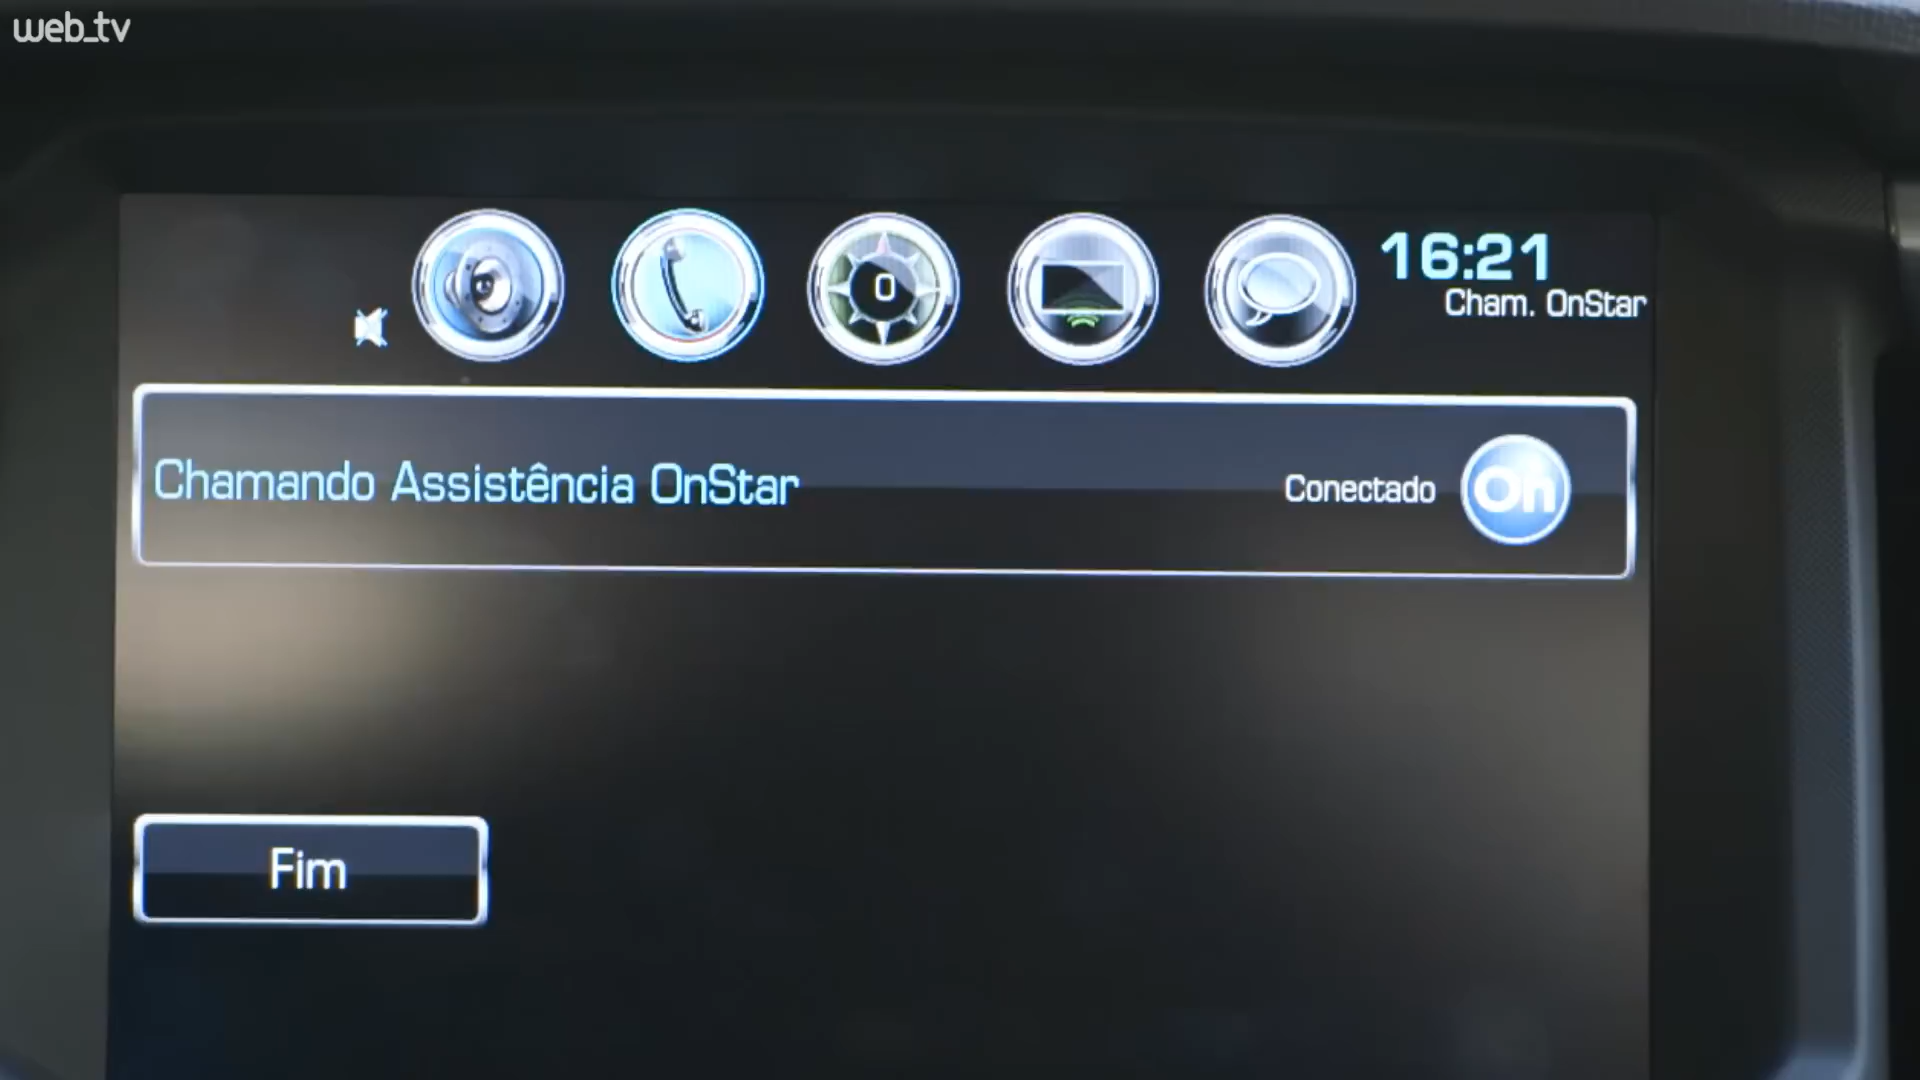 web_tv
16:21
Cham. OnStar
O
Chamando Assistência OnStar
Conectado
On
Fim